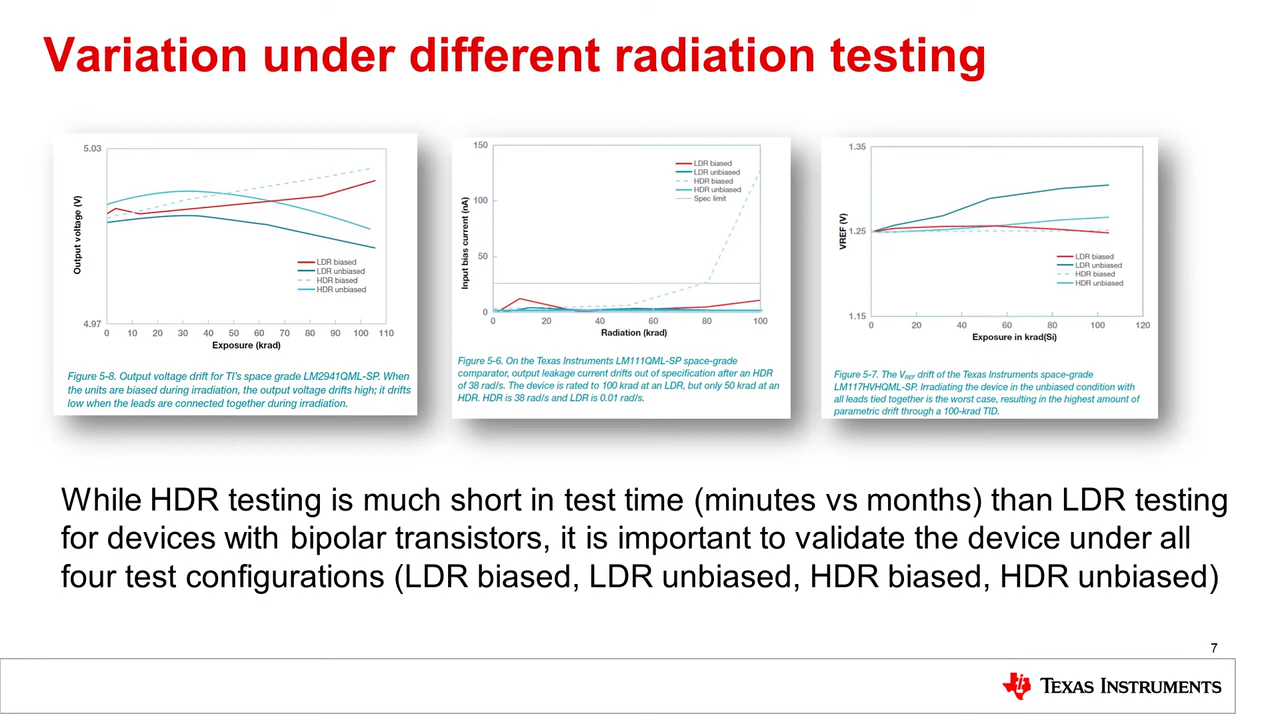 Variation under different radiation testing
5.03
Output voltage (V)
4.97
LDR biased
LDR unbiased
HDR biased
HDR unbiased
0 10 20 30 40 50 60 70 80 90 100 110
Exposure (krad)
Figure 5-8. Output voltage drift for TI's space grade LM2941QML-SP. When
the units are biased during irradiation, the output voltage drifts high; it drifts
low when the leads are connected together during irradiation.
150
100
50
0
Input bias current (nA)
LDR biased
LDR unbiased
HDR biased
HDR unbiased
Spec limit
0 20 40 60 80 100
Radiation (krad)
Figure 5-6. On the Texas Instruments LM111QML-SP space-grade
comparator, output leakage current drifts out of specification after an HDR
of 38 rad/s. The device is rated to 100 krad at an LDR, but only 50 krad at an
HDR. HDR is 38 rad/s and LDR is 0.01 rad/s.
1.35
1.25
1.15
VREF (V)
LDR biased
LDR unbiased
HDR biased
HDR unbiased
0 20 40 60 80 100 120
Exposure in krad(Si)
Figure 5-7. The VREF drift of the Texas Instruments space-grade
LM117HVHQML-SP. Irradiating the device in the unbiased condition with
all leads tied together is the worst case, resulting in the highest amount of
parametric drift through a 100-krad TID.
While HDR testing is much short in test time (minutes vs months) than LDR testing
for devices with bipolar transistors, it is important to validate the device under all
four test configurations (LDR biased, LDR unbiased, HDR biased, HDR unbiased)
7
TEXAS INSTRUMENTS